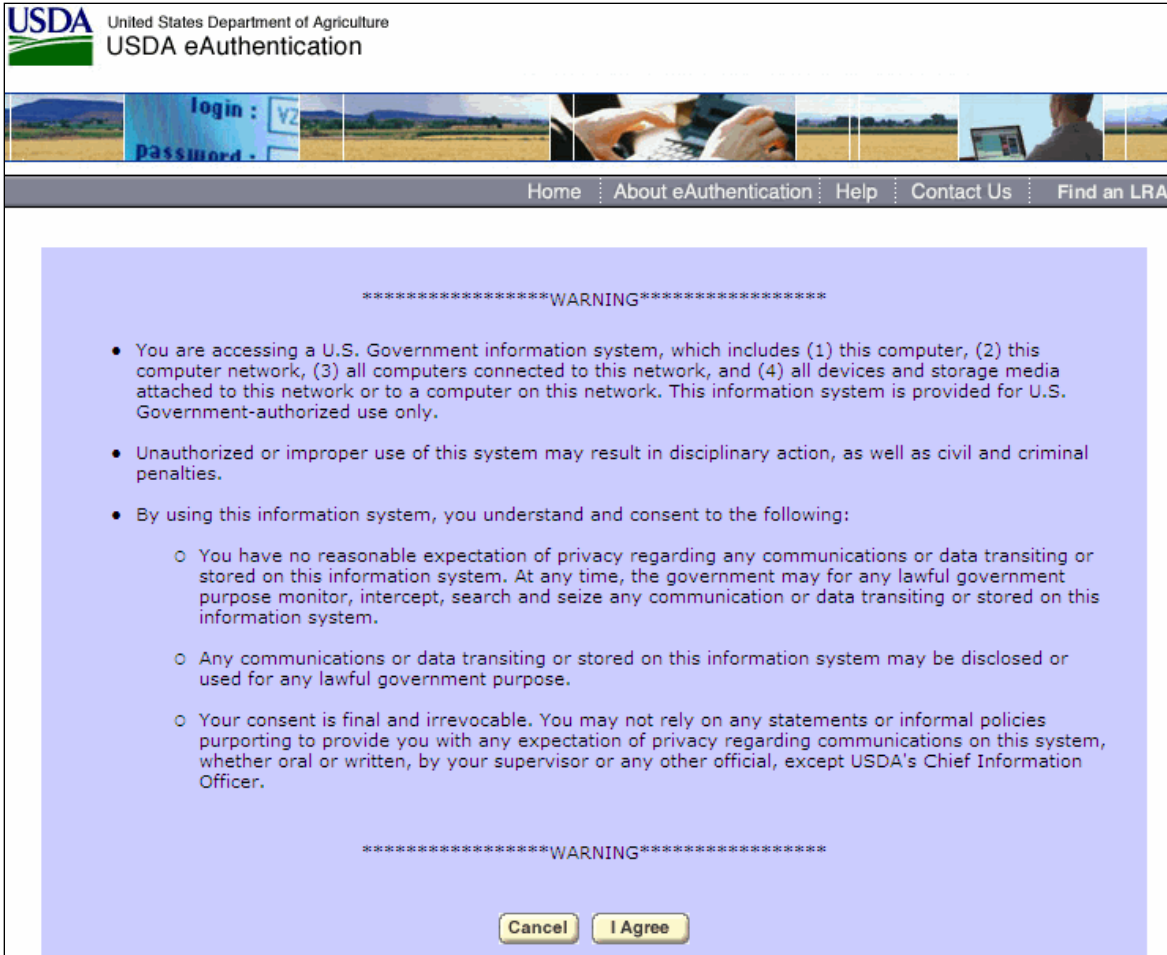 USDA
United States Department of Agriculture
USDA eAuthentication
login : VZ
password :
Home About eAuthentication Help Contact Us Find an LRA
*****************WARNING*****************
● You are accessing a U.S. Government information system, which includes (1) this computer, (2) this
computer network, (3) all computers connected to this network, and (4) all devices and storage media
attached to this network or to a computer on this network. This information system is provided for U.S.
Government-authorized use only.
● Unauthorized or improper use of this system may result in disciplinary action, as well as civil and criminal
penalties.
● By using this information system, you understand and consent to the following:
○ You have no reasonable expectation of privacy regarding any communications or data transiting or
stored on this information system. At any time, the government may for any lawful government
purpose monitor, intercept, search and seize any communication or data transiting or stored on this
information system.
○ Any communications or data transiting or stored on this information system may be disclosed or
used for any lawful government purpose.
○ Your consent is final and irrevocable. You may not rely on any statements or informal policies
purporting to provide you with any expectation of privacy regarding communications on this system,
whether oral or written, by your supervisor or any other official, except USDA's Chief Information
Officer.
*****************WARNING*****************
Cancel I Agree